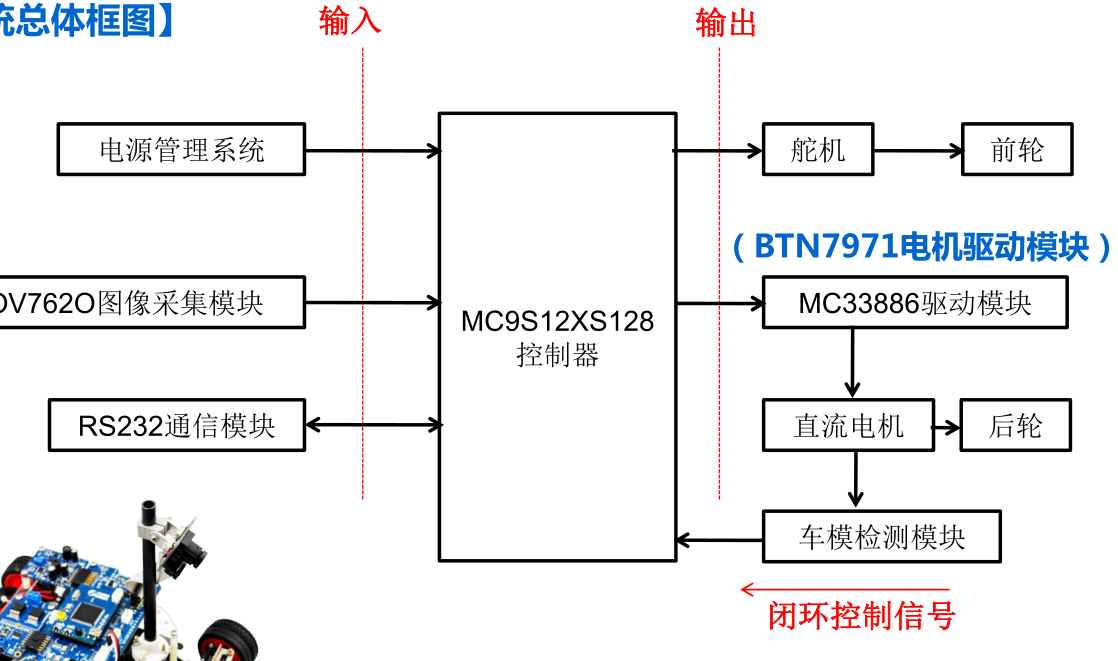 统总体框图】
输入
输出
电源管理系统
舵机
前轮
（BTN7971电机驱动模块）
OV762O图像采集模块
MC9S12XS128
控制器
MC33886驱动模块
RS232通信模块
直流电机
后轮
车模检测模块
闭环控制信号